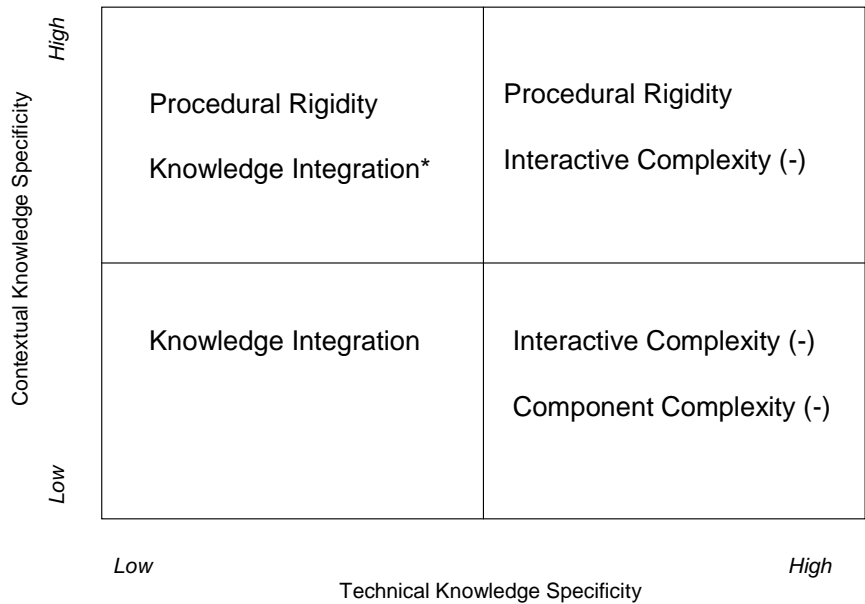 High
Contextual Knowledge Specificity
Low
Procedural Rigidity
Knowledge Integration*
Procedural Rigidity
Interactive Complexity (-)
Knowledge Integration
Interactive Complexity (-)
Component Complexity (-)
Low
High
Technical Knowledge Specificity